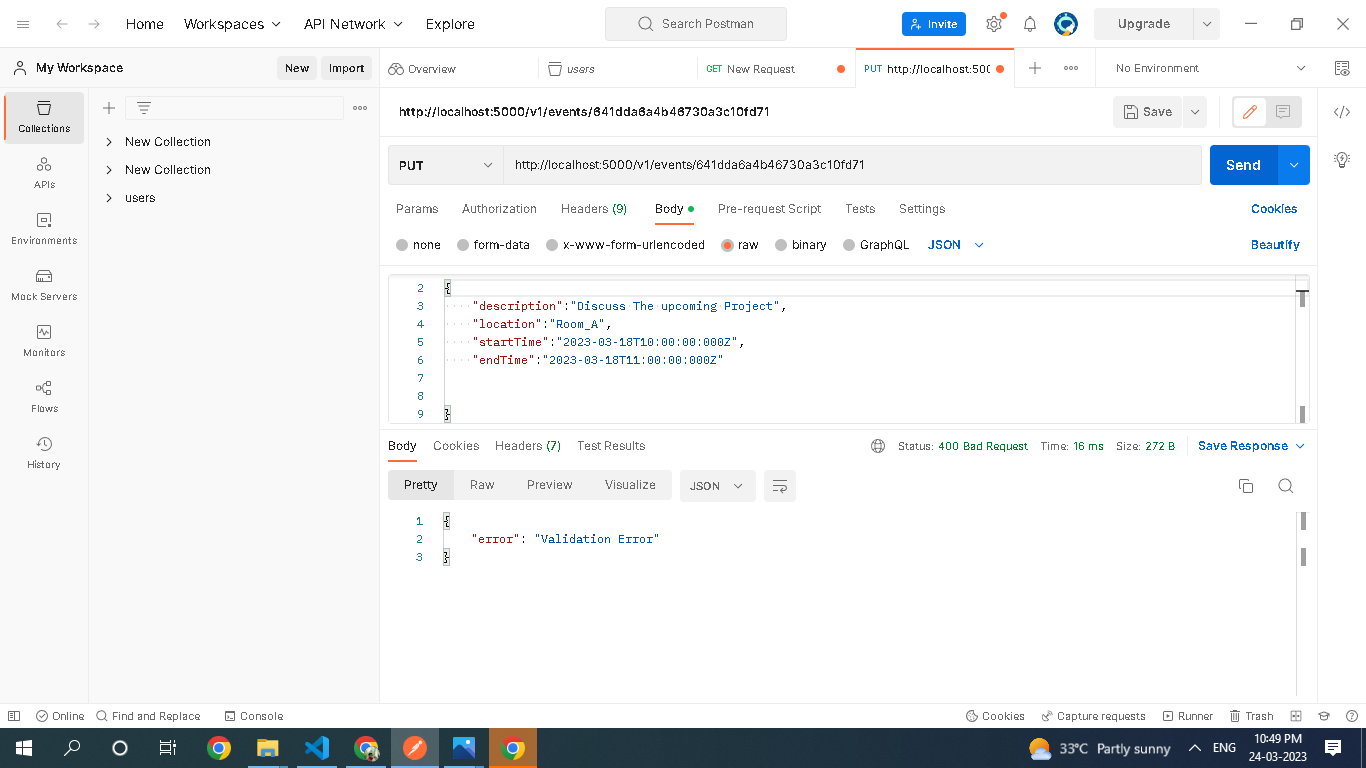 Home Workspaces API Network Explore Search Postman Invite Upgrade
My Workspace New Import Overview users GET New Request PUT http://localhost:500 No Environment
Collections
APIs
Environments
Mock Servers
Monitors
Flows
History
New Collection
New Collection
users
http://localhost:5000/v1/events/641dda6a4b46730a3c10fd71 Save
PUT http://localhost:5000/v1/events/641dda6a4b46730a3c10fd71 Send
Params Authorization Headers (9) Body Pre-request Script Tests Settings Cookies
none form-data x-www-form-urlencoded raw binary GraphQL JSON Beautify
2 {
3 "description":"Discuss The upcoming Project",
4 "location":"Room_A",
5 "startTime":"2023-03-18T10:00:00:000Z",
6 "endTime":"2023-03-18T11:00:00:000Z"
7
8
9 }
Body Cookies Headers (7) Test Results Status: 400 Bad Request Time: 16 ms Size: 272 B Save Response
Pretty Raw Preview Visualize JSON
1 {
2 "error": "Validation Error"
3 }
Online Find and Replace Console Cookies Capture requests Runner Trash
33°C Partly sunny ENG 10:49 PM
24-03-2023